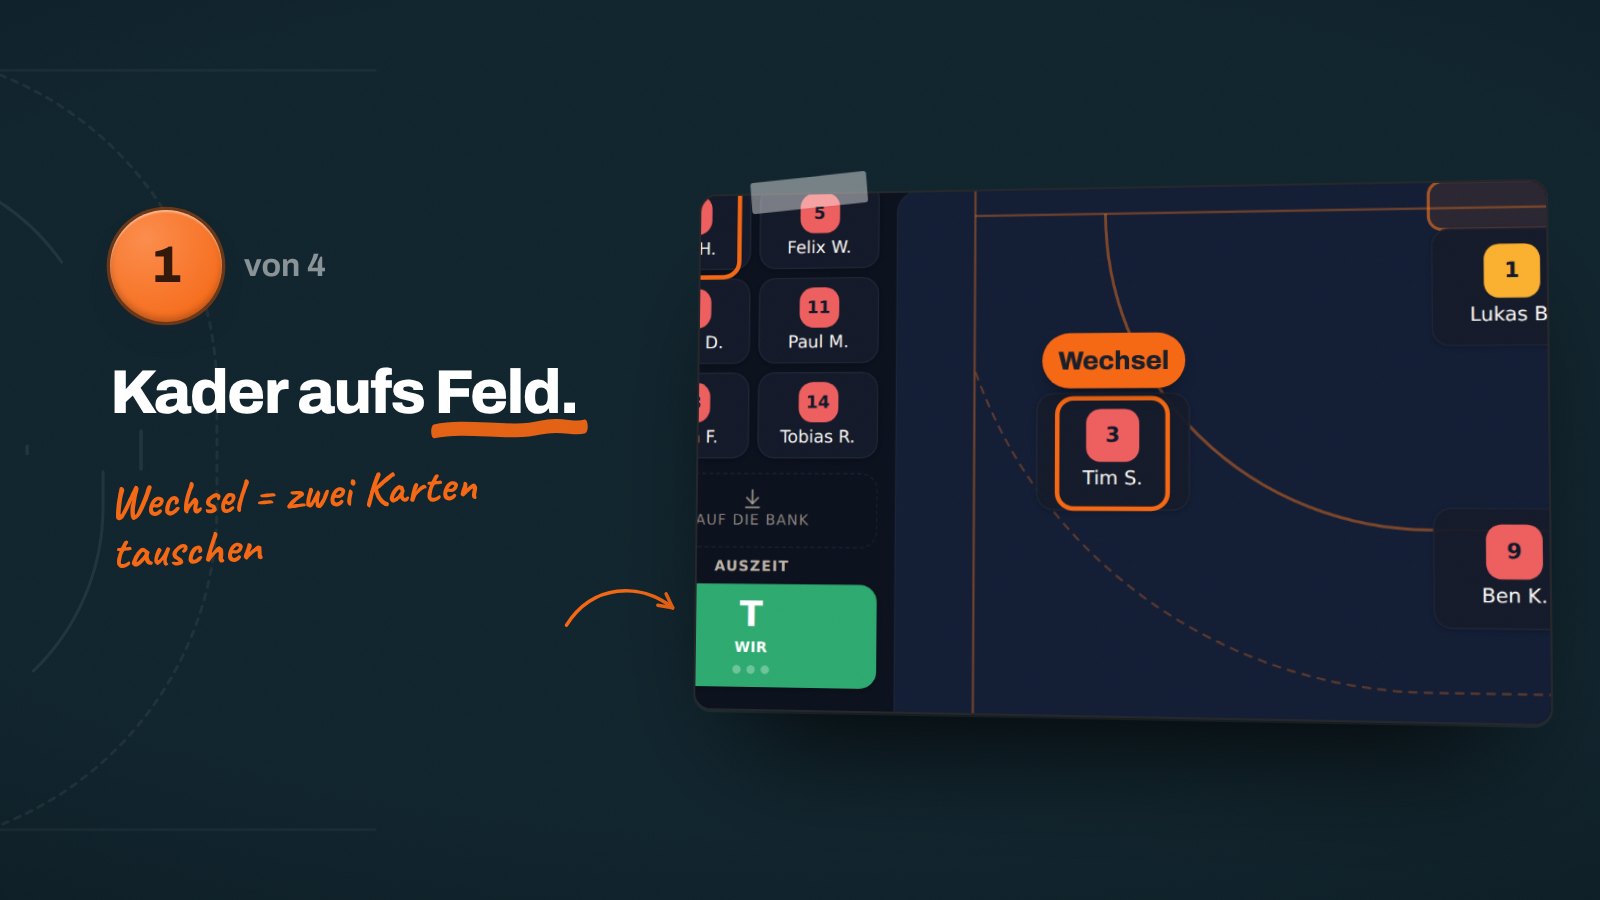 1
von 4
Kader aufs Feld.
Wechsel = zwei Karten
tauschen
H.
5
Felix W.
D.
11
Paul M.
F.
14
Tobias R.
AUF DIE BANK
AUSZEIT
T
WIR
Wechsel
3
Tim S.
1
Lukas B
9
Ben K.